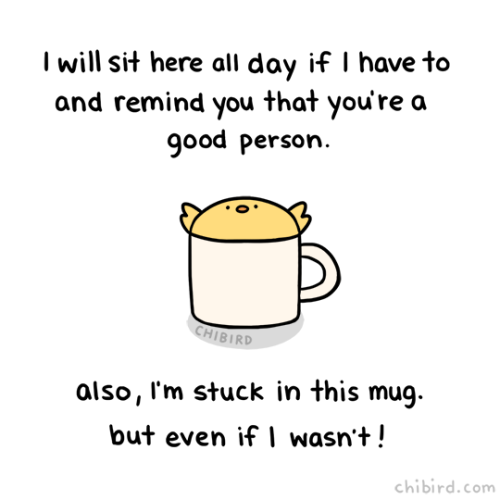 I will sit here all day if I have to
and remind you that you're a
good person.
CHIBIRD
also, I'm stuck in this mug.
but even if I wasn't!
chibird.com